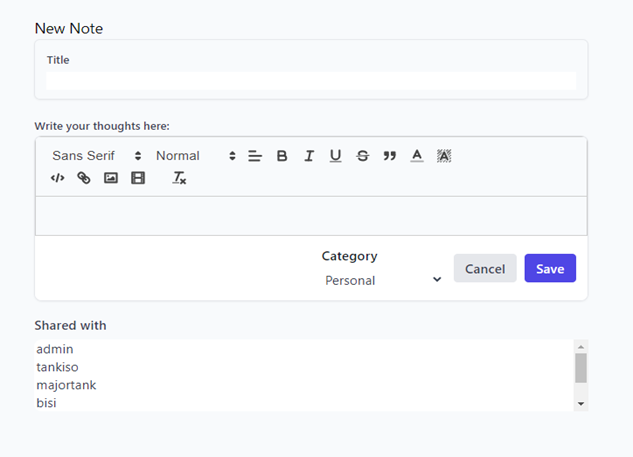 New Note
Title
Write your thoughts here:
Sans Serif Normal
Category
Personal
Cancel Save
Shared with
admin
tankiso
majortank
bisi